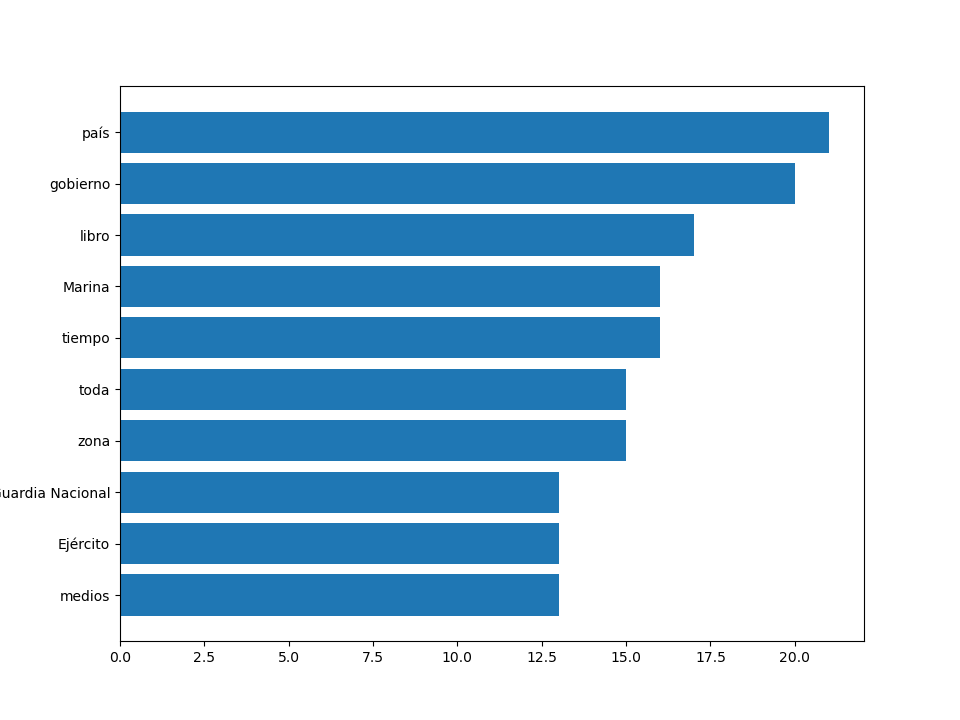 país
gobierno
libro
Marina
tiempo
toda
zona
uardia Nacional
Ejército
medios
0.0 2.5 5.0 7.5 10.0 12.5 15.0 17.5 20.0